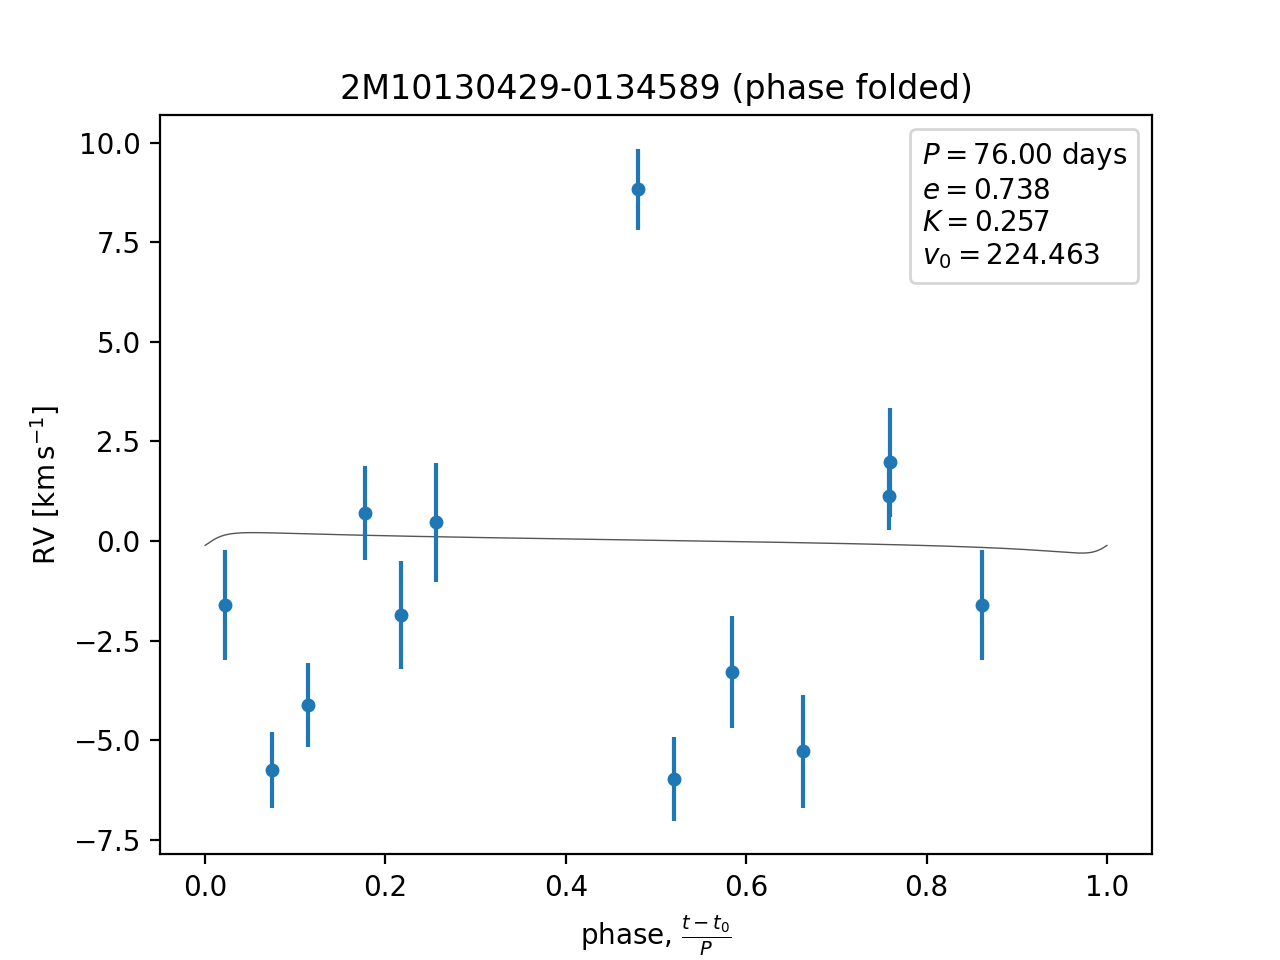 2M10130429-0134589 (phase folded)
P = 76.00 days
e = 0.738
K = 0.257
v₀ = 224.463
10.0
7.5
5.0
2.5
0.0
−2.5
−5.0
−7.5
RV [km s⁻¹]
0.0 0.2 0.4 0.6 0.8 1.0
phase, (t − t₀)/P